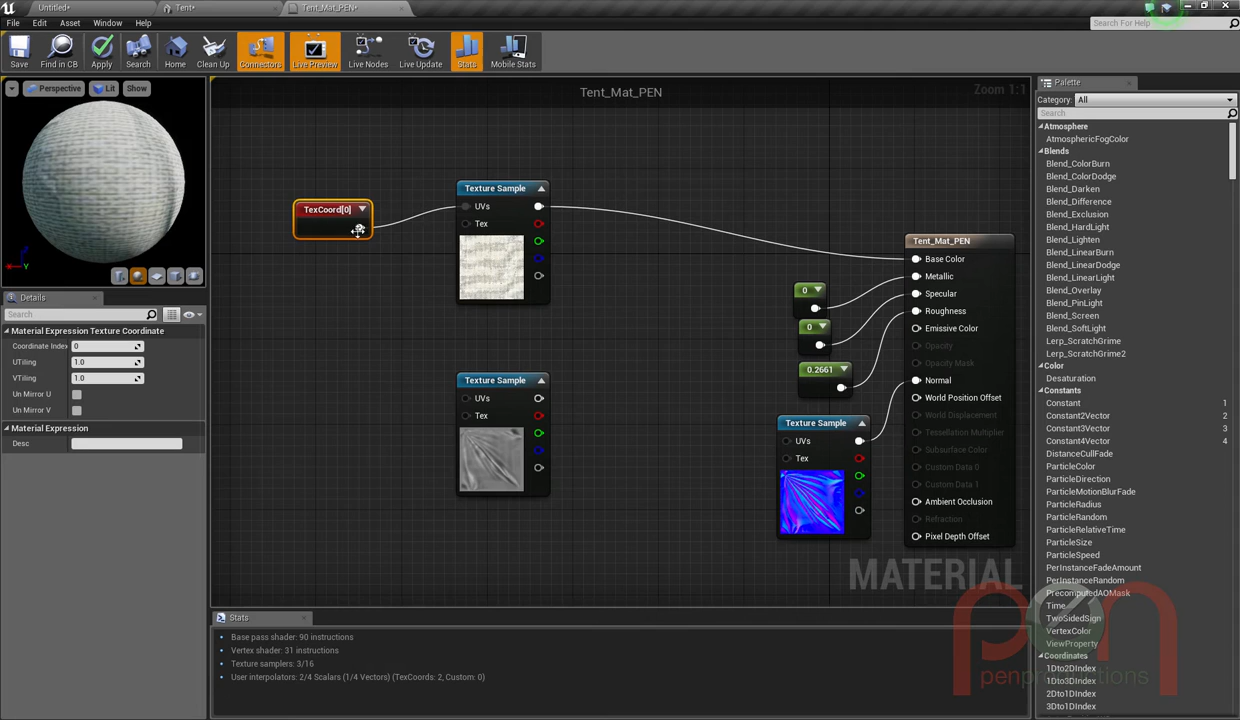 Untitled*
Tent*
Tent_Mat_PEN*
File Edit Asset Window Help
Search For Help
Save
Find in CB
Apply
Search
Home
Clean Up
Connectors
Live Preview
Live Nodes
Live Update
Stats
Mobile Stats
Perspective
Lit
Show
Details
Search
Material Expression Texture Coordinate
Coordinate Index 0
UTiling 1.0
VTiling 1.0
Un Mirror U
Un Mirror V
Material Expression
Desc
Tent_Mat_PEN
Zoom 1:1
TexCoord[0]
Texture Sample
UVs
Tex
Texture Sample
UVs
Tex
0
0
0.2661
Texture Sample
UVs
Tex
Tent_Mat_PEN
Base Color
Metallic
Specular
Roughness
Emissive Color
Opacity
Opacity Mask
Normal
World Position Offset
World Displacement
Tessellation Multiplier
Subsurface Color
Custom Data 0
Custom Data 1
Ambient Occlusion
Refraction
Pixel Depth Offset
MATERIAL
Stats
Base pass shader: 90 instructions
Vertex shader: 31 instructions
Texture samplers: 3/16
User interpolators: 2/4 Scalars (1/4 Vectors) (TexCoords: 2, Custom: 0)
Palette
Category: All
Search
Atmosphere
AtmosphericFogColor
Blends
Blend_ColorBurn
Blend_ColorDodge
Blend_Darken
Blend_Difference
Blend_Exclusion
Blend_HardLight
Blend_Lighten
Blend_LinearBurn
Blend_LinearDodge
Blend_LinearLight
Blend_Overlay
Blend_PinLight
Blend_Screen
Blend_SoftLight
Lerp_ScratchGrime
Lerp_ScratchGrime2
Color
Desaturation
Constants
Constant 1
Constant2Vector 2
Constant3Vector 3
Constant4Vector 4
DistanceCullFade
ParticleColor
ParticleDirection
ParticleMotionBlurFade
ParticleRadius
ParticleRandom
ParticleRelativeTime
ParticleSize
ParticleSpeed
PerInstanceFadeAmount
PerInstanceRandom
PrecomputedAOMask
Time
TwoSidedSign
VertexColor
ViewProperty
Coordinates
1Dto2DIndex
1Dto3DIndex
2Dto1DIndex
3Dto1DIndex
pen
penproductions